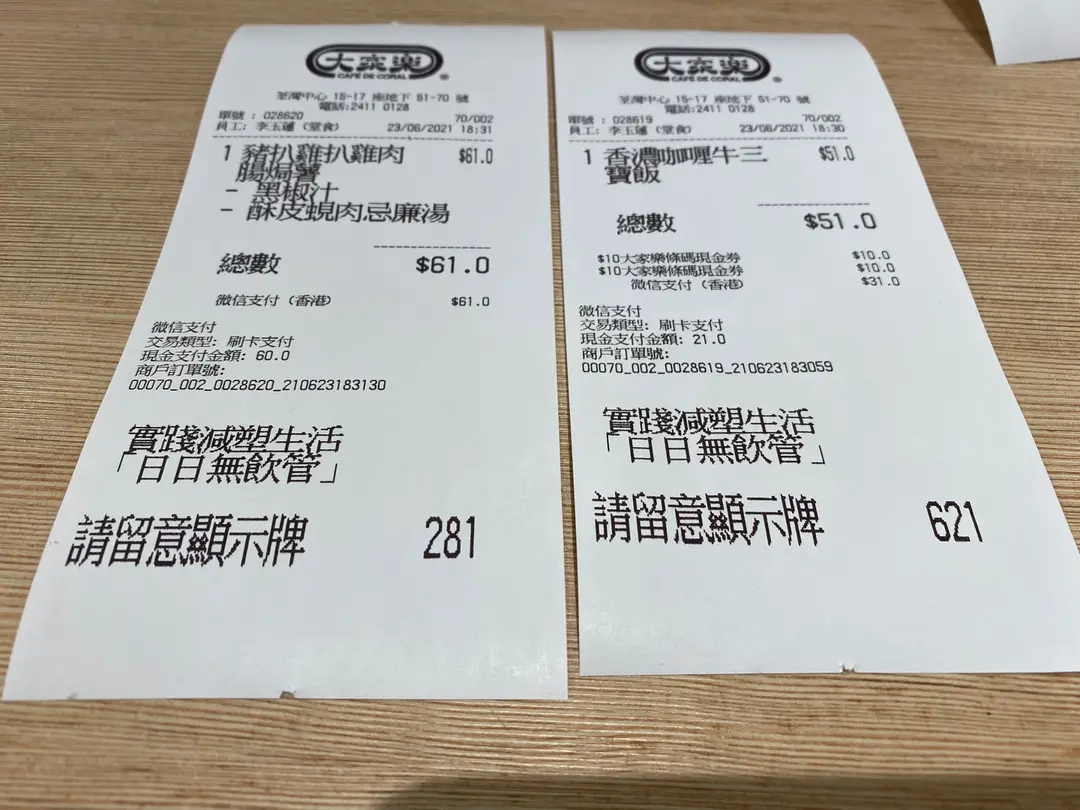 大家樂
CAFÉ DE CORAL
荃灣中心 15-17 座地下 51-70 號
電話:2411 0128
單號 : 028620 70/002
員工: 李玉蓮 (堂食) 23/06/2021 18:31
1 豬扒雞扒雞肉 $61.0
腸焗薯
- 黑椒汁
- 酥皮蜆肉忌廉湯
總數 $61.0
微信支付 (香港) $61.0
微信支付
交易類型: 刷卡支付
現金支付金額: 60.0
商戶訂單號:
00070_002_0028620_210623183130
實踐減塑生活
「日日無飲管」
請留意顯示牌 281
大家樂
CAFÉ DE CORAL
荃灣中心 15-17 座地下 51-70 號
電話:2411 0128
單號 : 028619 70/002
員工: 李玉蓮 (堂食) 23/06/2021 18:30
1 香濃咖喱牛三 $51.0
寶飯
總數 $51.0
$10大家樂條碼現金券 $10.0
$10大家樂條碼現金券 $10.0
微信支付 (香港) $31.0
微信支付
交易類型: 刷卡支付
現金支付金額: 21.0
商戶訂單號:
00070_002_0028619_210623183059
實踐減塑生活
「日日無飲管」
請留意顯示牌 621